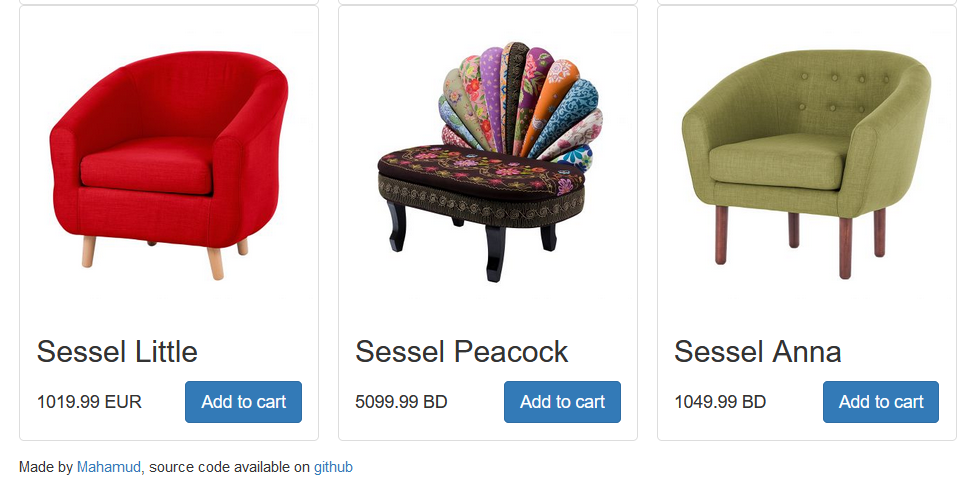 Sessel Little
1019.99 EUR
Add to cart
Sessel Peacock
5099.99 BD
Add to cart
Sessel Anna
1049.99 BD
Add to cart
Made by Mahamud, source code available on github